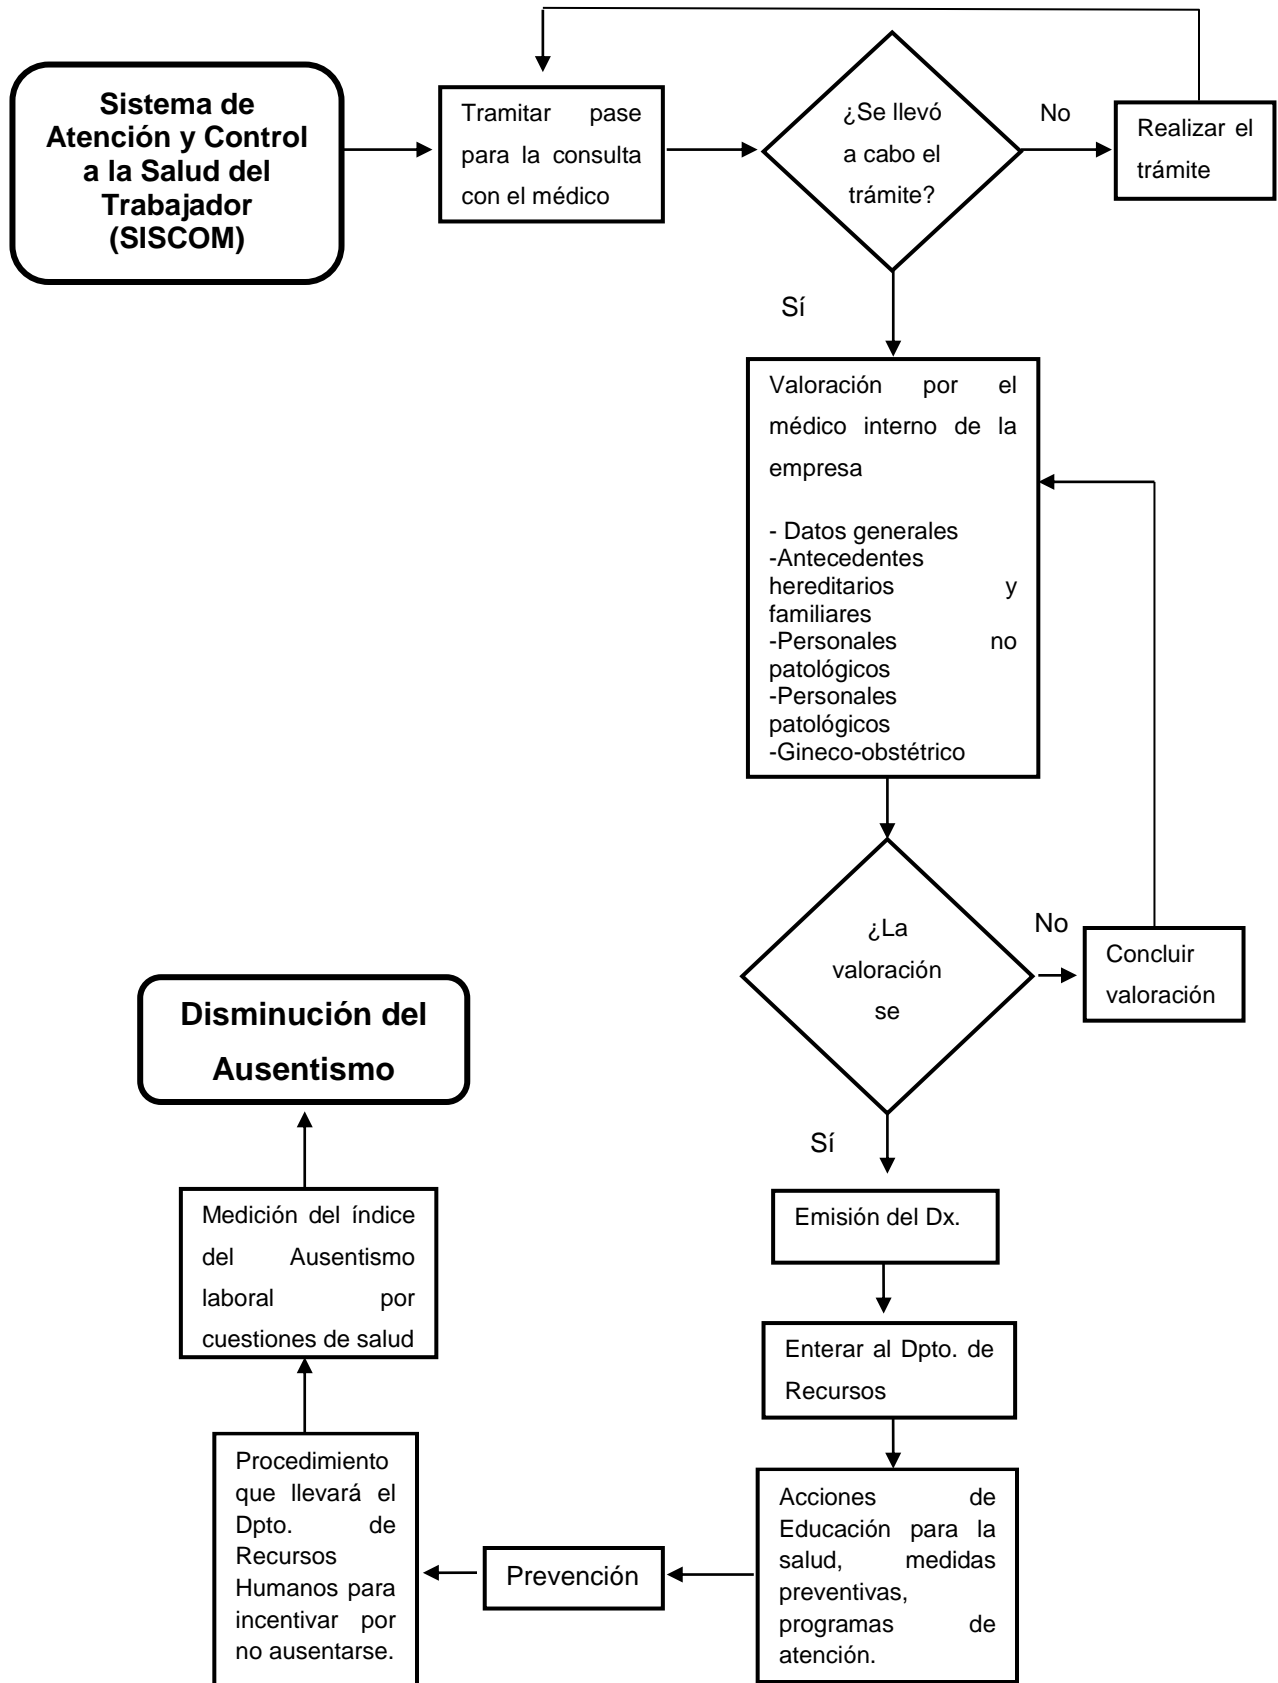 Sistema de
Atención y Control
a la Salud del
Trabajador
(SISCOM)
Tramitar pase
para la consulta
con el médico
¿Se llevó
a cabo el
trámite?
No
Realizar el
trámite
Sí
Valoración por el
médico interno de la
empresa
- Datos generales
-Antecedentes
hereditarios y
familiares
-Personales no
patológicos
-Personales
patológicos
-Gineco-obstétrico
¿La
valoración
se
No
Concluir
valoración
Sí
Emisión del Dx.
Enterar al Dpto. de
Recursos
Acciones de
Educación para la
salud, medidas
preventivas,
programas de
atención.
Prevención
Procedimiento
que llevará el
Dpto. de
Recursos
Humanos para
incentivar por
no ausentarse.
Medición del índice
del Ausentismo
laboral por
cuestiones de salud
Disminución del
Ausentismo